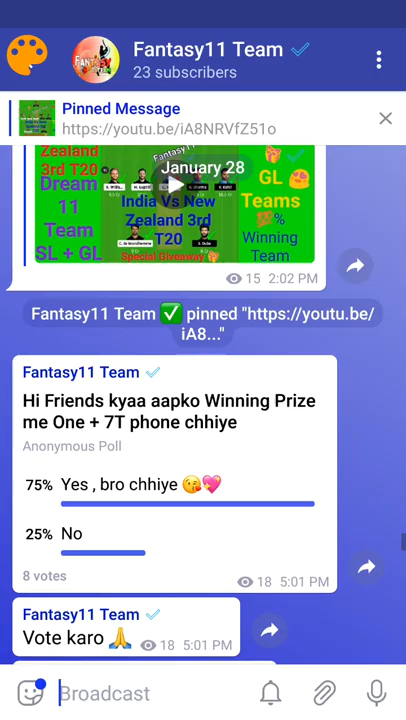 Fantasy11 Team
23 subscribers
Pinned Message
https://youtu.be/iA8NRVfZ51o
Zealand
3rd T20
Dream
11
Team
SL + GL
Fantasy11
January 28
India Vs New
Zealand 3rd
T20
Special Giveaway
GL
Teams
💯%
Winning
Team
15 2:02 PM
Fantasy11 Team ✅ pinned "https://youtu.be/
iA8..."
Fantasy11 Team
Hi Friends kyaa aapko Winning Prize
me One + 7T phone chhiye
Anonymous Poll
75% Yes , bro chhiye 😘💖
25% No
8 votes
18 5:01 PM
Fantasy11 Team
Vote karo 🙏 18 5:01 PM
Broadcast